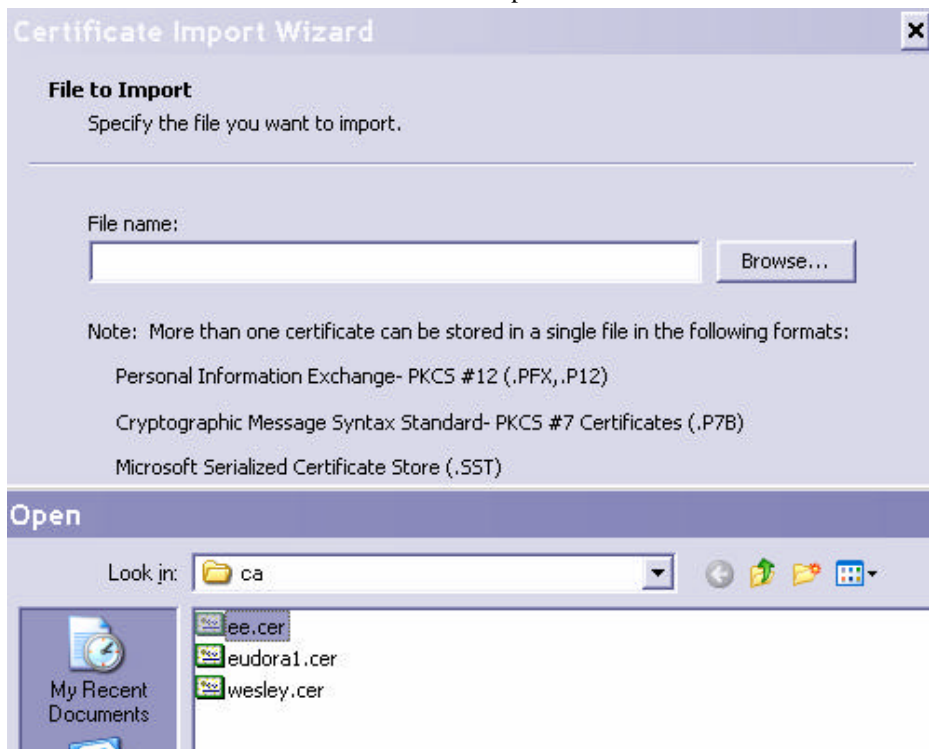 Certificate Import Wizard
File to Import
Specify the file you want to import.
File name:
Browse...
Note: More than one certificate can be stored in a single file in the following formats:
Personal Information Exchange- PKCS #12 (.PFX,.P12)
Cryptographic Message Syntax Standard- PKCS #7 Certificates (.P7B)
Microsoft Serialized Certificate Store (.SST)
Open
Look in: ca
ee.cer
eudora1.cer
wesley.cer
My Recent
Documents